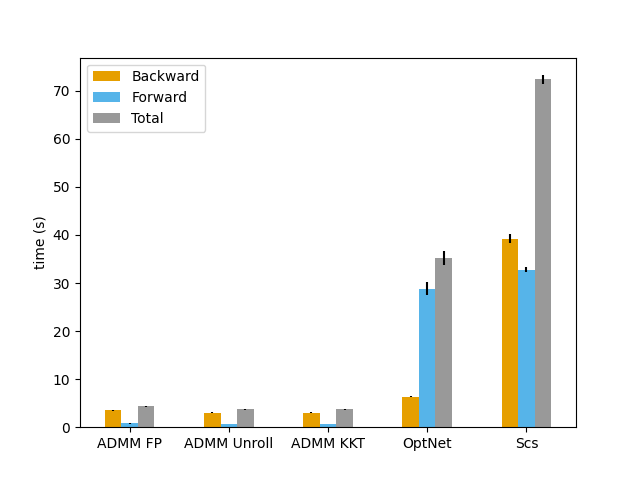 Backward
Forward
Total
70
60
50
40
30
20
10
0
time (s)
ADMM FP
ADMM Unroll
ADMM KKT
OptNet
Scs